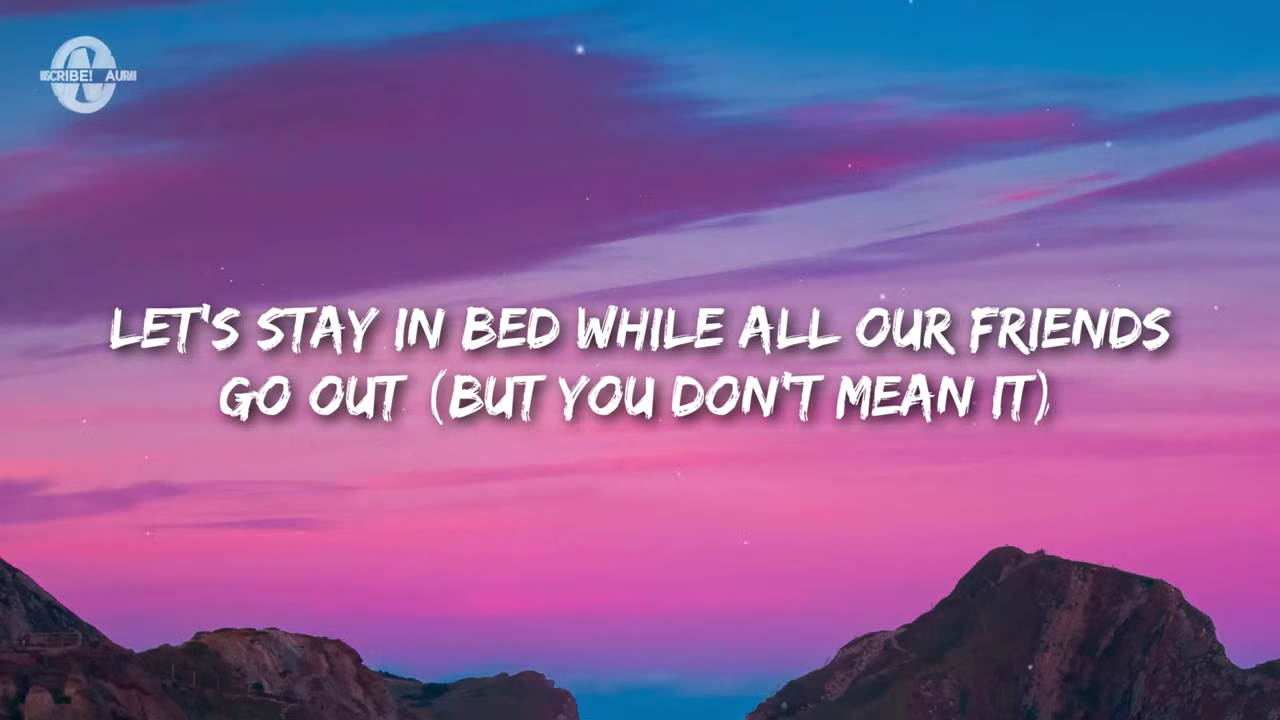 LET'S STAY IN BED WHILE ALL OUR FRIENDS
GO OUT (BUT YOU DON'T MEAN IT)